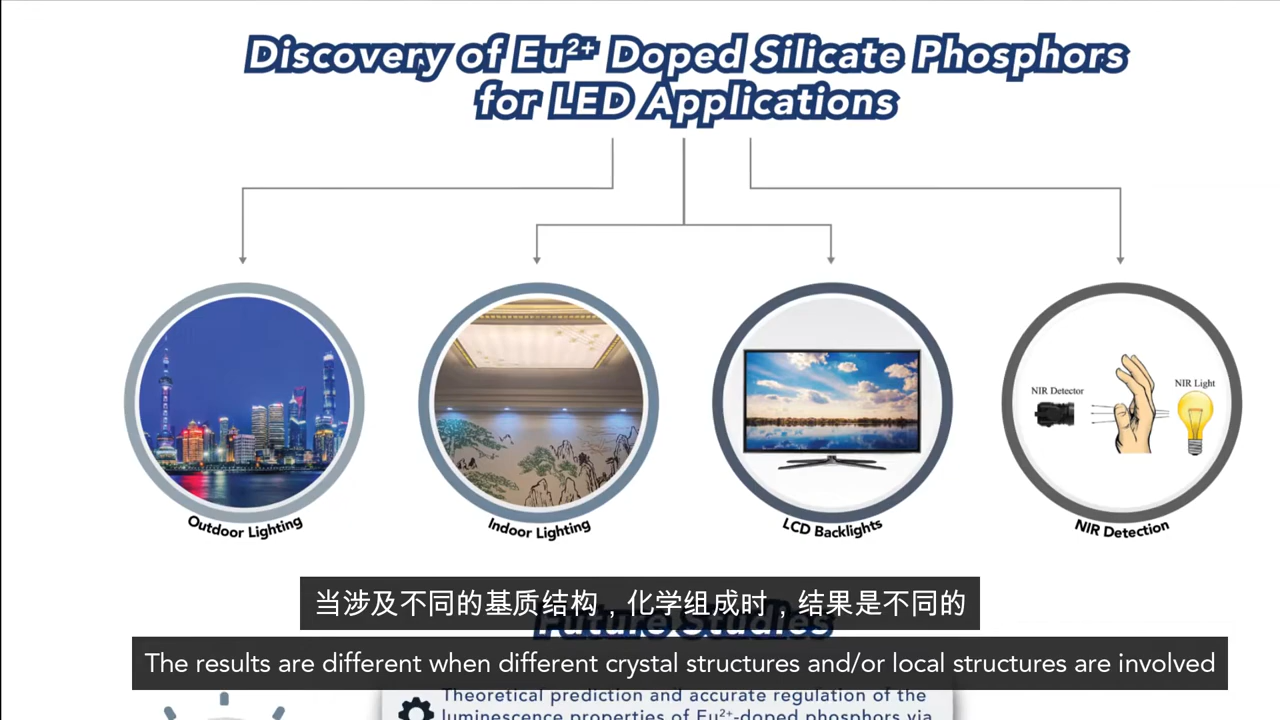 Discovery of Eu²⁺ Doped Silicate Phosphors
for LED Applications
NIR Detector
NIR Light
Outdoor Lighting
Indoor Lighting
LCD Backlights
NIR Detection
当涉及不同的基质结构，化学组成时，结果是不同的
Future Studies
The results are different when different crystal structures and/or local structures are involved
Theoretical prediction and accurate regulation of the
luminescence properties of Eu²⁺-doped phosphors via